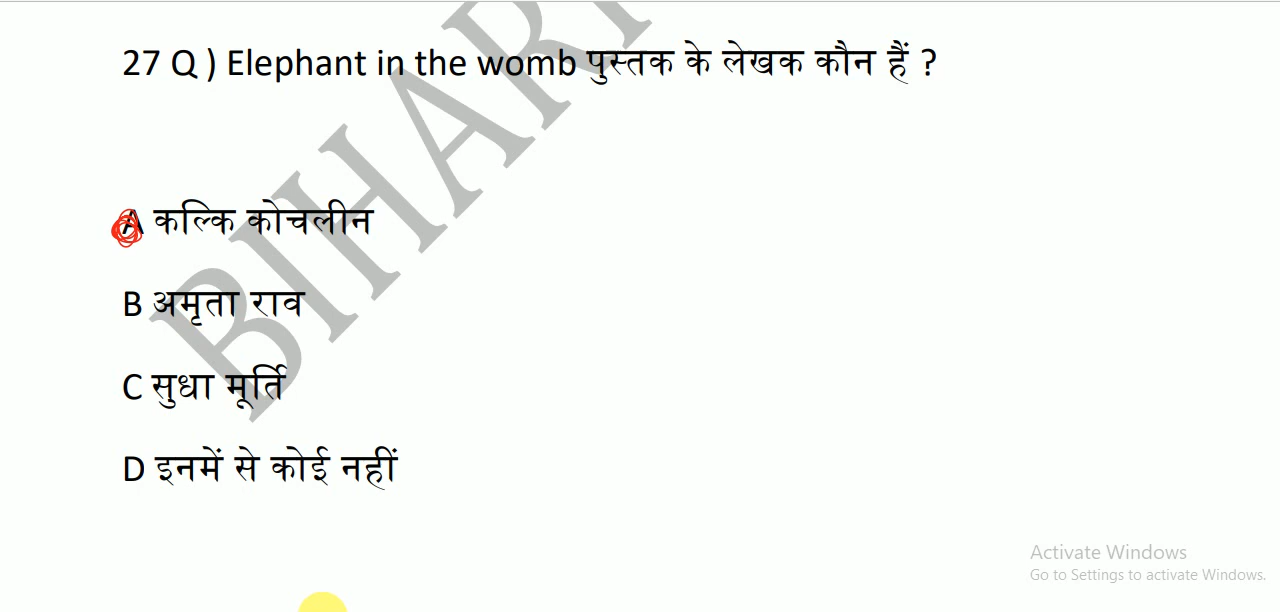 27 Q ) Elephant in the womb पुस्तक के लेखक कौन हैं ?
A कल्कि कोचलीन
B अमृता राव
C सुधा मूर्ति
D इनमें से कोई नहीं
BIHAR
Activate Windows
Go to Settings to activate Windows.